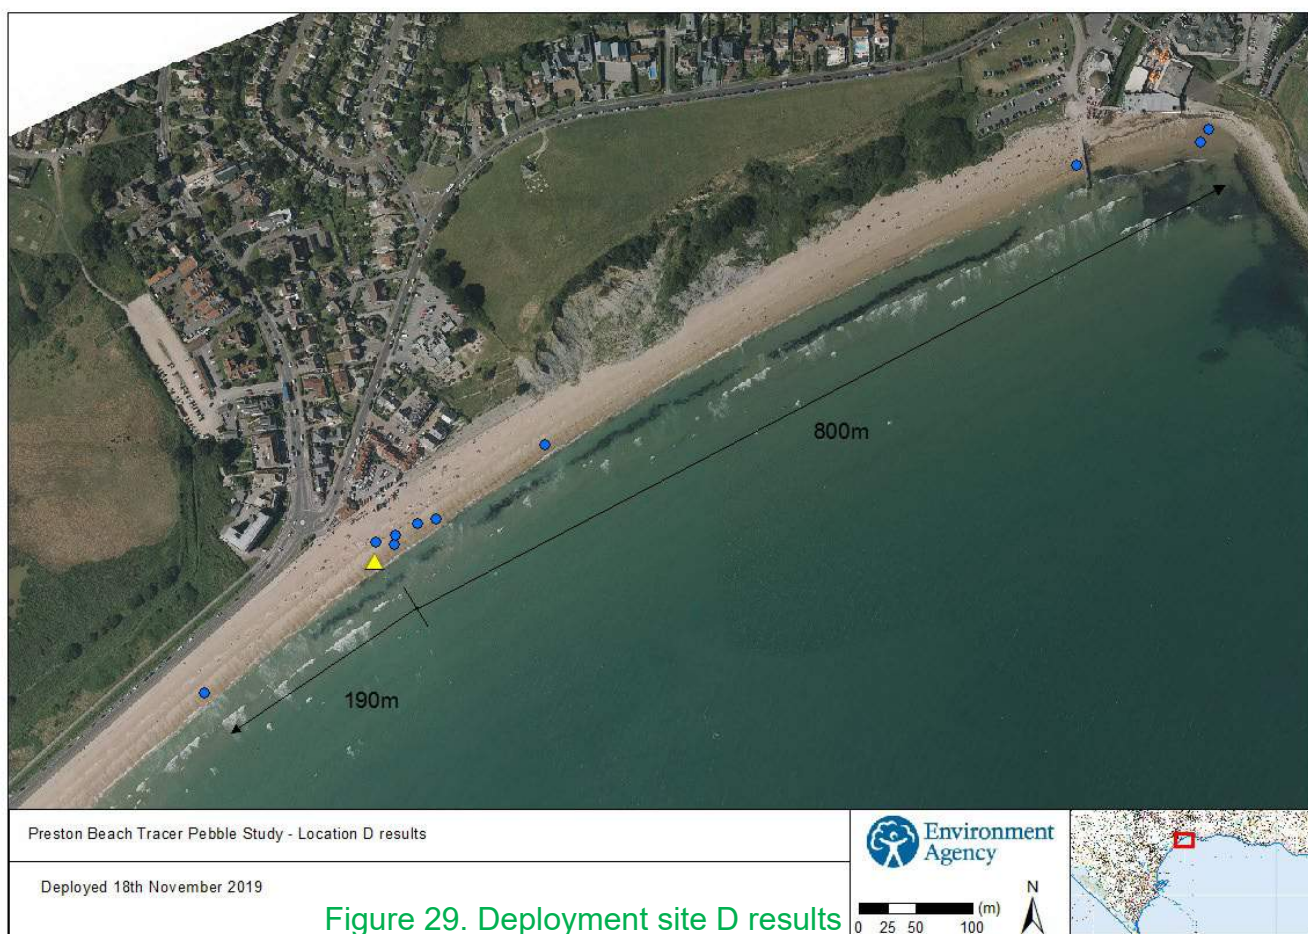 800m
190m
Preston Beach Tracer Pebble Study - Location D results
Deployed 18th November 2019
Environment
Agency
N
(m)
0 25 50 100
Figure 29. Deployment site D results